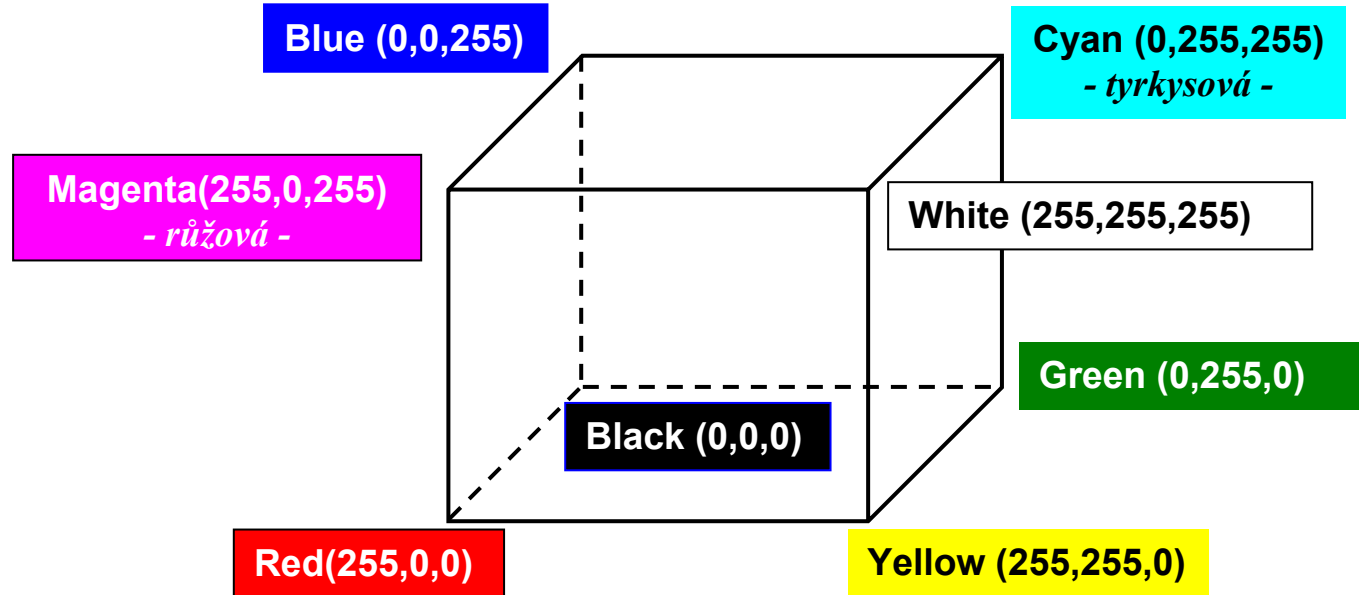 Blue (0,0,255)
Cyan (0,255,255)
- tyrkysová -
Magenta(255,0,255)
- růžová -
White (255,255,255)
Green (0,255,0)
Black (0,0,0)
Red(255,0,0)
Yellow (255,255,0)